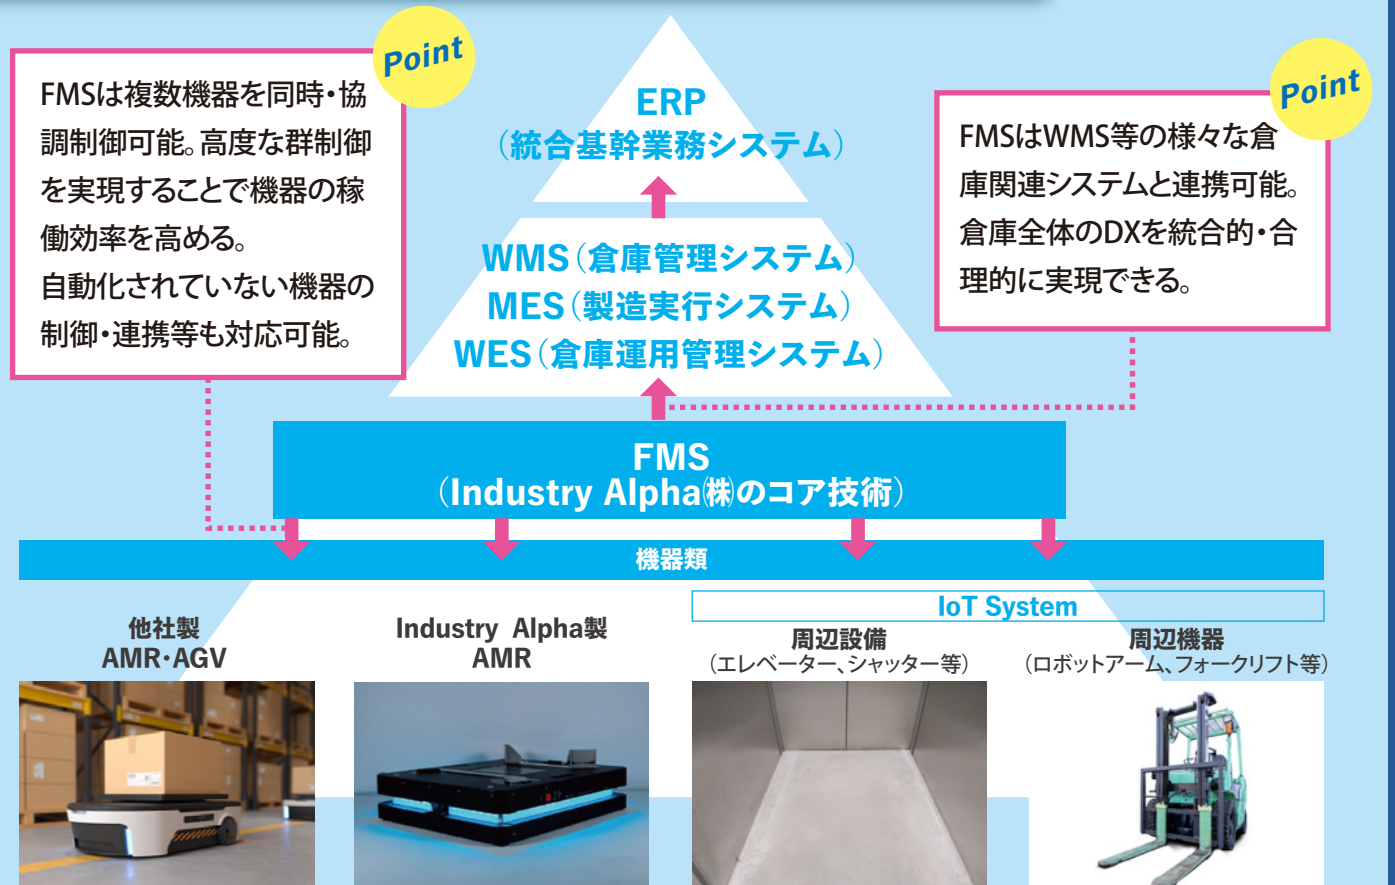 Point
FMSは複数機器を同時・協
調制御可能。高度な群制御
を実現することで機器の稼
働効率を高める。
自動化されていない機器の
制御・連携等も対応可能。
ERP
（統合基幹業務システム）
Point
FMSはWMS等の様々な倉
庫関連システムと連携可能。
倉庫全体のDXを統合的・合
理的に実現できる。
WMS（倉庫管理システム）
MES（製造実行システム）
WES（倉庫運用管理システム）
FMS
（Industry Alpha㈱のコア技術）
機器類
IoT System
他社製
AMR・AGV
Industry Alpha製
AMR
周辺設備
（エレベーター、シャッター等）
周辺機器
（ロボットアーム、フォークリフト等）